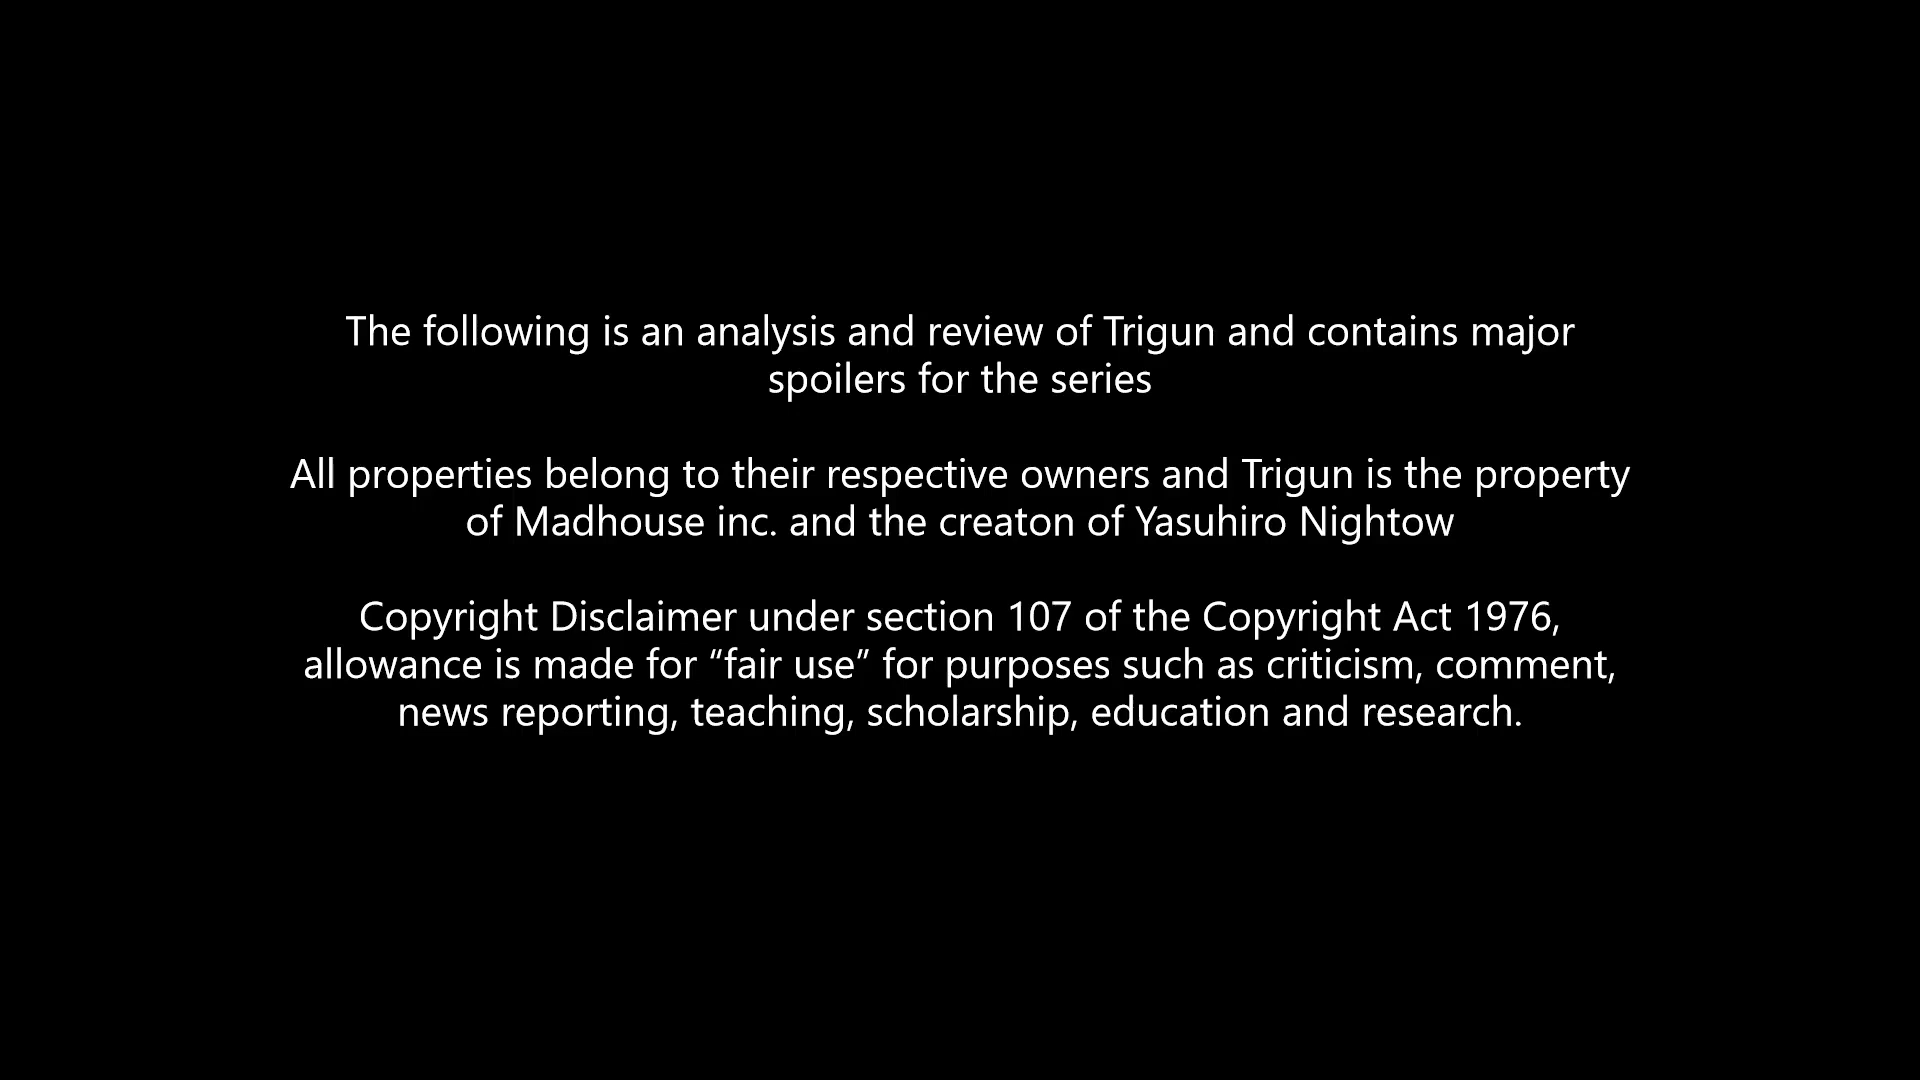 The following is an analysis and review of Trigun and contains major
spoilers for the series
All properties belong to their respective owners and Trigun is the property
of Madhouse inc. and the creaton of Yasuhiro Nightow
Copyright Disclaimer under section 107 of the Copyright Act 1976,
allowance is made for “fair use” for purposes such as criticism, comment,
news reporting, teaching, scholarship, education and research.